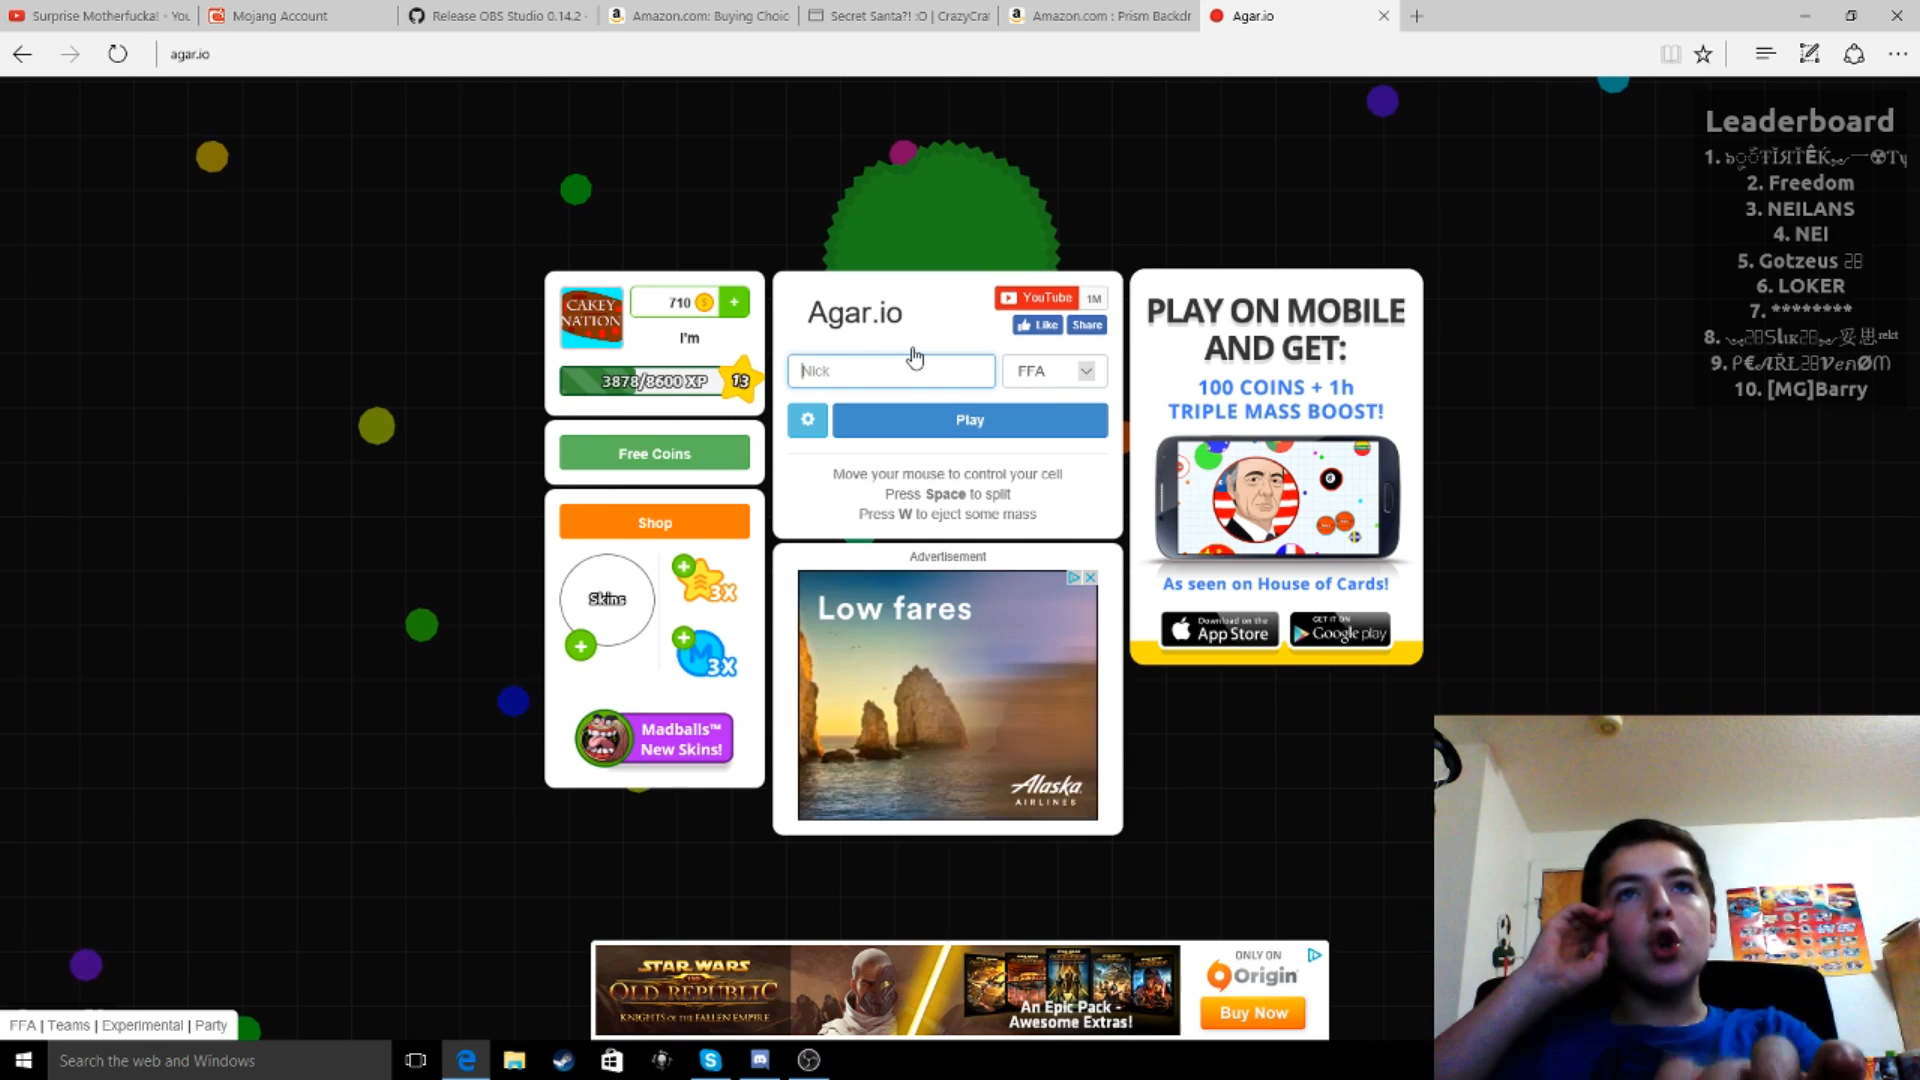 Surprise Motherfucka! - You
Mojang Account
Release OBS Studio 0.14.2 -
Amazon.com: Buying Choic
Secret Santa?! :O | CrazyCraf
Amazon.com : Prism Backdr
Agar.io
agar.io
Leaderboard
1.
2. Freedom
3. NEILANS
4. NEI
5. Gotzeus
6. LOKER
7. ********
8.
9.
10. [MG]Barry
CAKEY
NATION
710
I'm
3878/8600 XP
13
Free Coins
Shop
Skins
3X
M
3X
Madballs™
New Skins!
Agar.io
YouTube
1M
Like
Share
Nick
FFA
Play
Move your mouse to control your cell
Press Space to split
Press W to eject some mass
Advertisement
Low fares
Alaska
AIRLINES
PLAY ON MOBILE
AND GET:
100 COINS + 1h
TRIPLE MASS BOOST!
As seen on House of Cards!
Download on the
App Store
GET IT ON
Google play
STAR WARS
THE
OLD REPUBLIC
KNIGHTS OF THE FALLEN EMPIRE
An Epic Pack -
Awesome Extras!
ONLY ON
Origin
Buy Now
FFA | Teams | Experimental | Party
Search the web and Windows